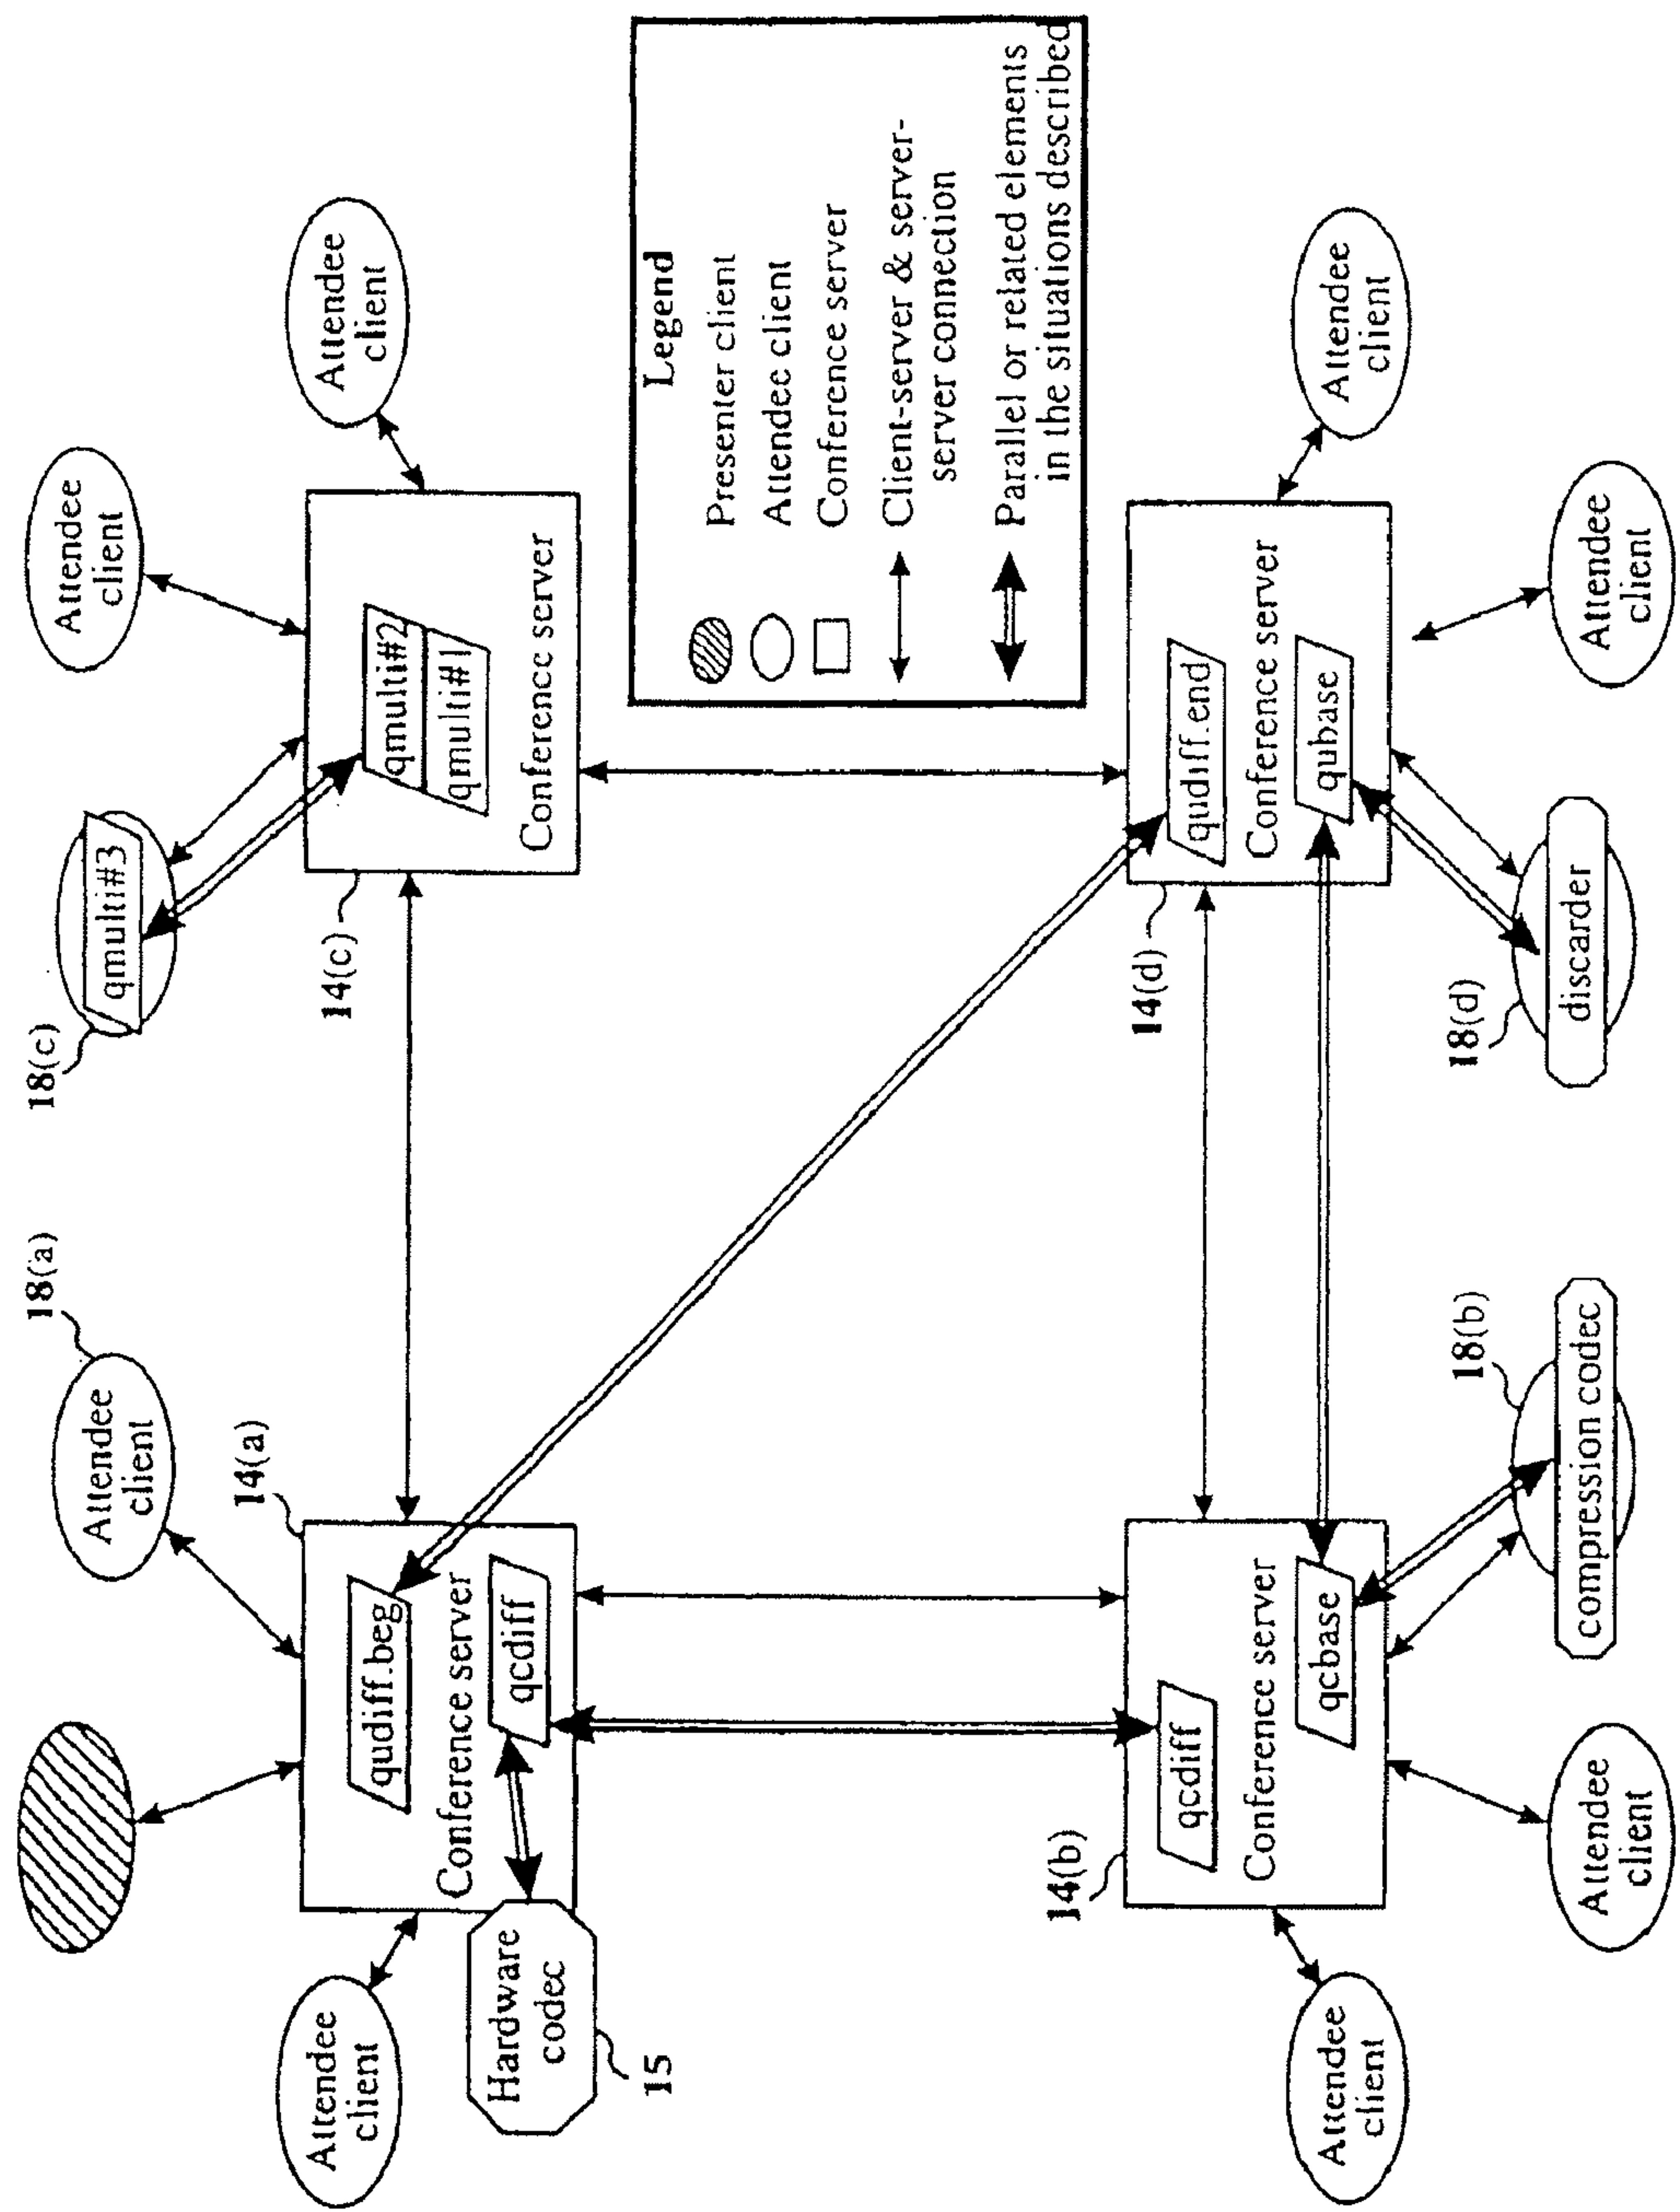 Attendee
client
18(a)
14(a)
qudiff.beg
Conference server
qcdiff
Attendee
client
Hardware
codec
15
18(c)
qmulti#3
Attendee
client
Attendee
client
14(c)
qmulti#2
qmulti#1
Conference server
Legend
Presenter client
Attendee client
Conference server
Client-server & server-
server connection
Parallel or related elements
in the situations described
14(b)
qcdiff
Conference server
qcbase
Attendee
client
Attendee
client
18(b)
compression codec
14(d)
qudiff.end
Conference server
qubase
Attendee
client
Attendee
client
18(d)
discarder